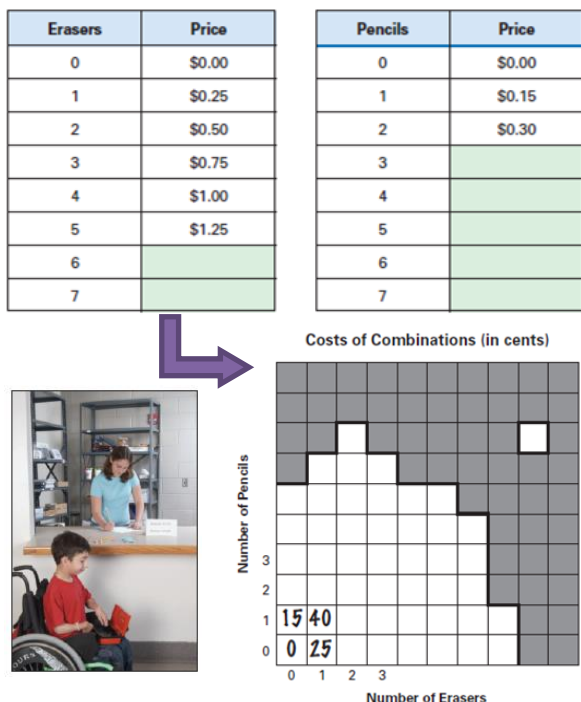 Erasers Price
0 $0.00
1 $0.25
2 $0.50
3 $0.75
4 $1.00
5 $1.25
6
7
Pencils Price
0 $0.00
1 $0.15
2 $0.30
3
4
5
6
7
Costs of Combinations (in cents)
Number of Pencils
3
2
1 15 40
0 0 25
0 1 2 3
Number of Erasers